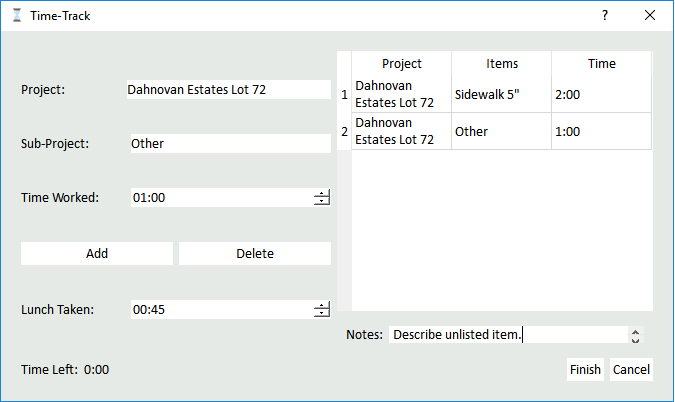 Time-Track
?
Project: Dahnovan Estates Lot 72
Sub-Project: Other
Time Worked: 01:00
Add Delete
Lunch Taken: 00:45
Time Left: 0:00
Project Items Time
1 Dahnovan Estates Lot 72 Sidewalk 5" 2:00
2 Dahnovan Estates Lot 72 Other 1:00
Notes: Describe unlisted item.
Finish Cancel